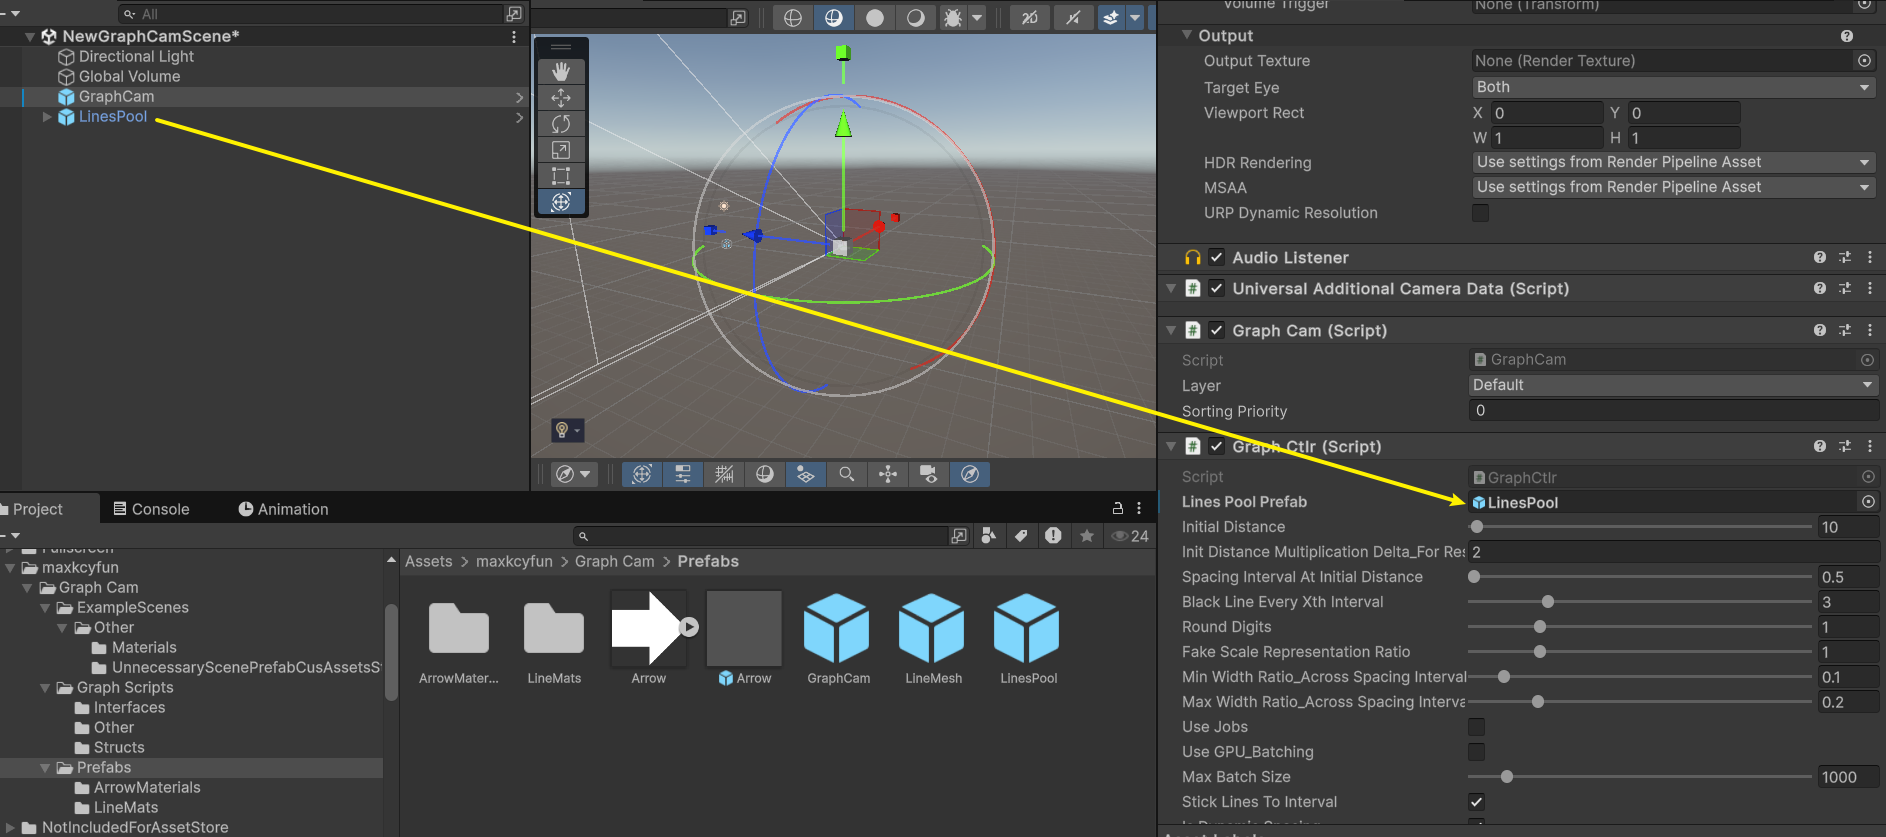 All
NewGraphCamScene*
Directional Light
Global Volume
GraphCam
LinesPool
2D
Volume Trigger
None (Transform)
Output
Output Texture
None (Render Texture)
Target Eye
Both
Viewport Rect
X 0 Y 0
W 1 H 1
HDR Rendering
Use settings from Render Pipeline Asset
MSAA
Use settings from Render Pipeline Asset
URP Dynamic Resolution
Audio Listener
# Universal Additional Camera Data (Script)
# Graph Cam (Script)
Script
# GraphCam
Layer
Default
Sorting Priority
0
# Graph Ctlr (Script)
Script
# GraphCtlr
Lines Pool Prefab
LinesPool
Initial Distance
10
Init Distance Multiplication Delta_For Res
2
Spacing Interval At Initial Distance
0.5
Black Line Every Xth Interval
3
Round Digits
1
Fake Scale Representation Ratio
1
Min Width Ratio_Across Spacing Interval
0.1
Max Width Ratio_Across Spacing Interva
0.2
Use Jobs
Use GPU_Batching
Max Batch Size
1000
Stick Lines To Interval
Is Dynamic Spacing
Project
Console
Animation
24
Fullscreen
maxkcyfun
Graph Cam
ExampleScenes
Other
Materials
UnnecessaryScenePrefabCusAssetsS
Graph Scripts
Interfaces
Other
Structs
Prefabs
ArrowMaterials
LineMats
NotIncludedForAssetStore
Assets > maxkcyfun > Graph Cam > Prefabs
ArrowMater...
LineMats
Arrow
Arrow
GraphCam
LineMesh
LinesPool